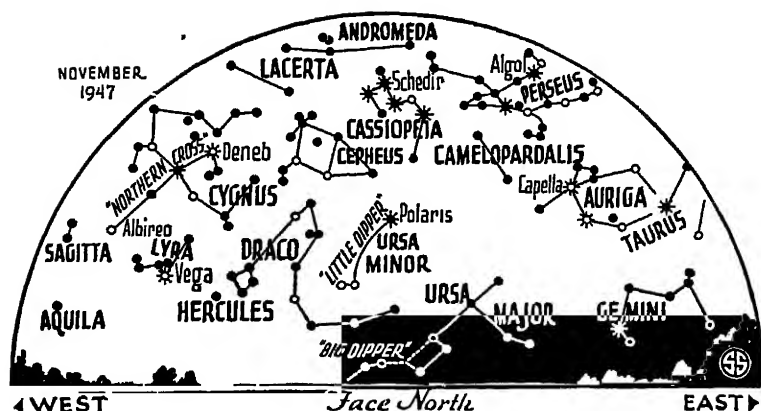 ANDROMEDA
LACERTA
NOVEMBER
1947
Schedir
Algol
PERSEUS
CASSIOPEIA
"NORTHERN CROSS"
Deneb
CEPHEUS
CAMELOPARDALIS
CYGNUS
Capella
AURIGA
Albireo
"LITTLE DIPPER"
Polaris
TAURUS
SAGITTA
LYRA
DRACO
URSA
MINOR
Vega
HERCULES
URSA
MAJOR
GEMINI
AQUILA
"BIG DIPPER"
SS
WEST
Face North
EAST